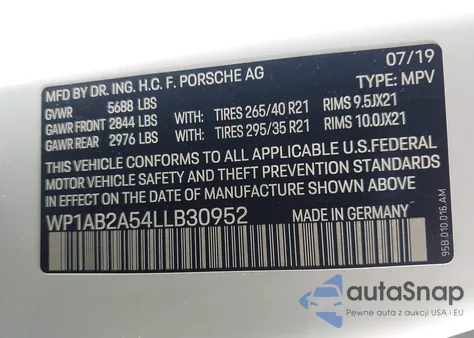 MFD BY DR. ING. H.C. F. PORSCHE AG 07/19
GVWR 5688 LBS TYPE: MPV
GAWR FRONT 2844 LBS WITH: TIRES 265/40 R21 RIMS 9.5JX21
GAWR REAR 2976 LBS WITH: TIRES 295/35 R21 RIMS 10.0JX21
THIS VEHICLE CONFORMS TO ALL APPLICABLE U.S.FEDERAL
MOTOR VEHICLE SAFETY AND THEFT PREVENTION STANDARDS
IN EFFECT ON THE DATE OF MANUFACTURE SHOWN ABOVE.
WP1AB2A54LLB30952 MADE IN GERMANY
95B.010.016.AM
autoSnap
Pewne auta z aukcji USA i EU